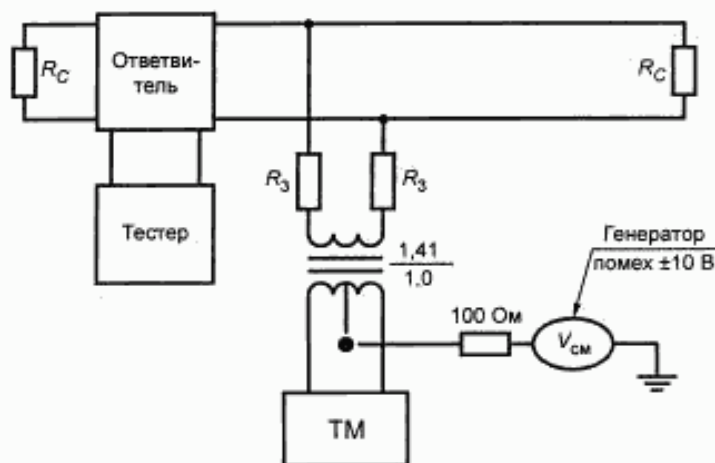 R_C
Ответви-
тель
R_C
R_3
R_3
Тестер
1,41
1,0
Генератор
помех ±10 В
100 Ом
V_см
ТМ